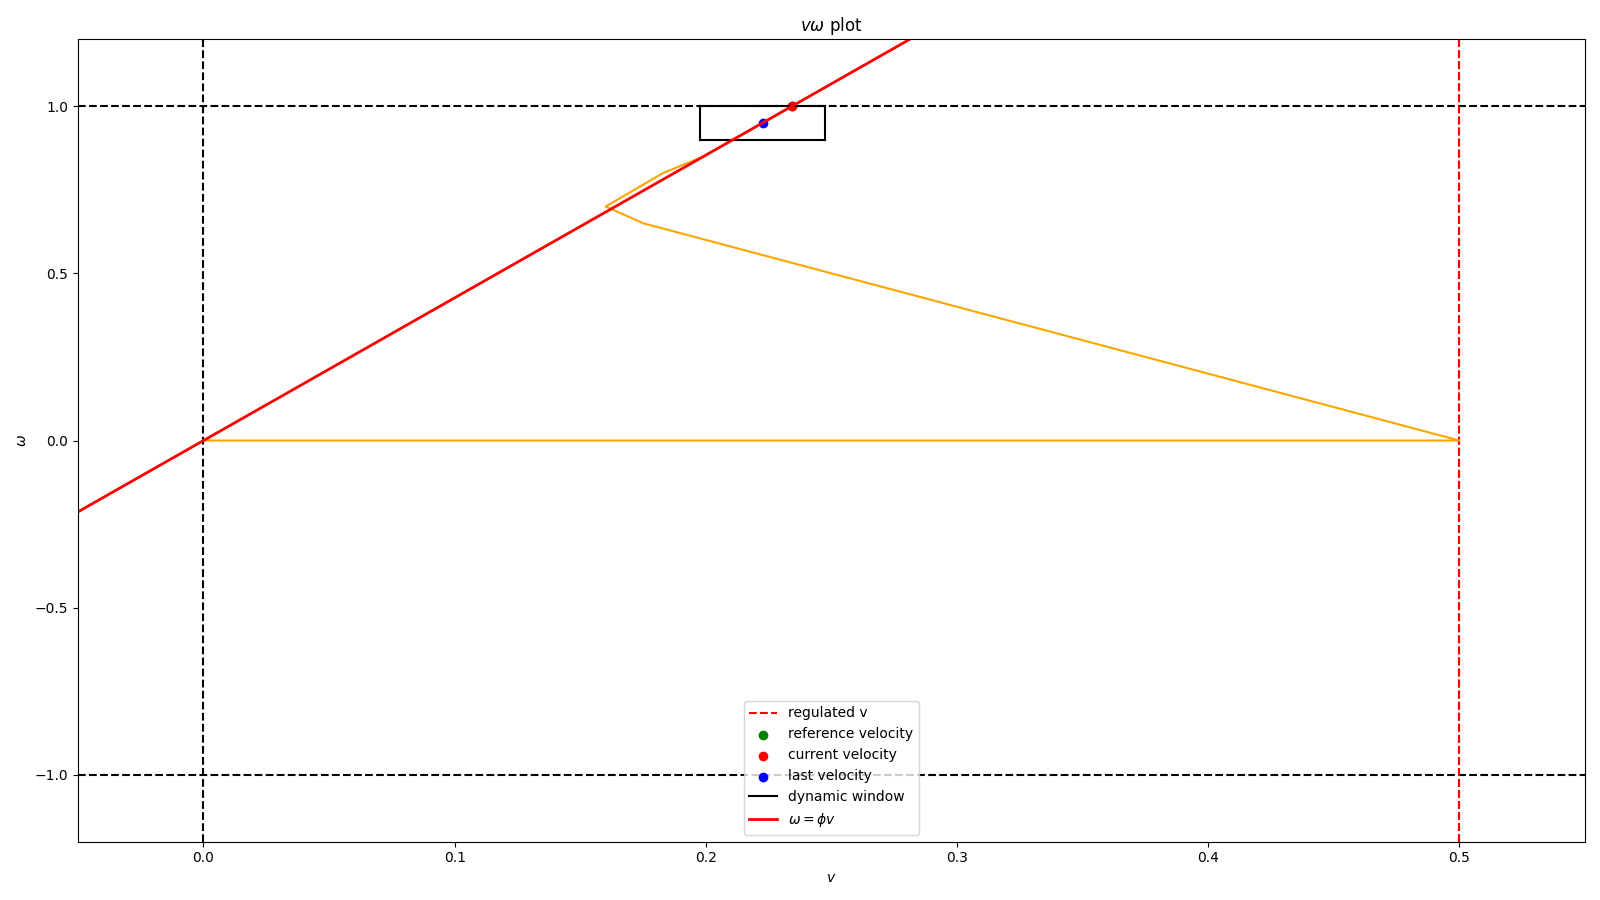 vω plot
1.0
0.5
0.0
−0.5
−1.0
ω
0.0 0.1 0.2 0.3 0.4 0.5
v
regulated v
reference velocity
current velocity
last velocity
dynamic window
ω = ϕv